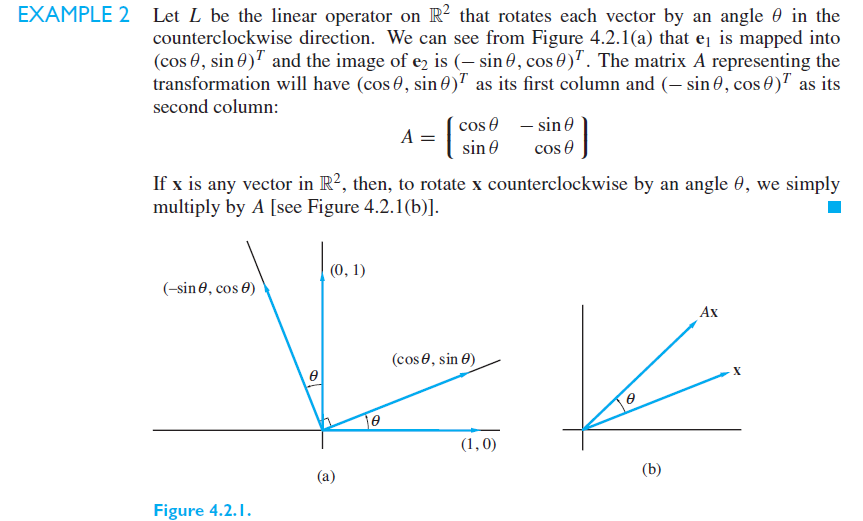 EXAMPLE 2 Let L be the linear operator on ℝ² that rotates each vector by an angle θ in the
counterclockwise direction. We can see from Figure 4.2.1(a) that e₁ is mapped into
(cos θ, sin θ)ᵀ and the image of e₂ is (− sin θ, cos θ)ᵀ. The matrix A representing the
transformation will have (cos θ, sin θ)ᵀ as its first column and (− sin θ, cos θ)ᵀ as its
second column:
A = [ cos θ − sin θ
sin θ cos θ ]
If x is any vector in ℝ², then, to rotate x counterclockwise by an angle θ, we simply
multiply by A [see Figure 4.2.1(b)].
(0, 1)
(−sin θ, cos θ)
Ax
(cos θ, sin θ)
x
θ
θ
θ
(1, 0)
(a)
(b)
Figure 4.2.1.